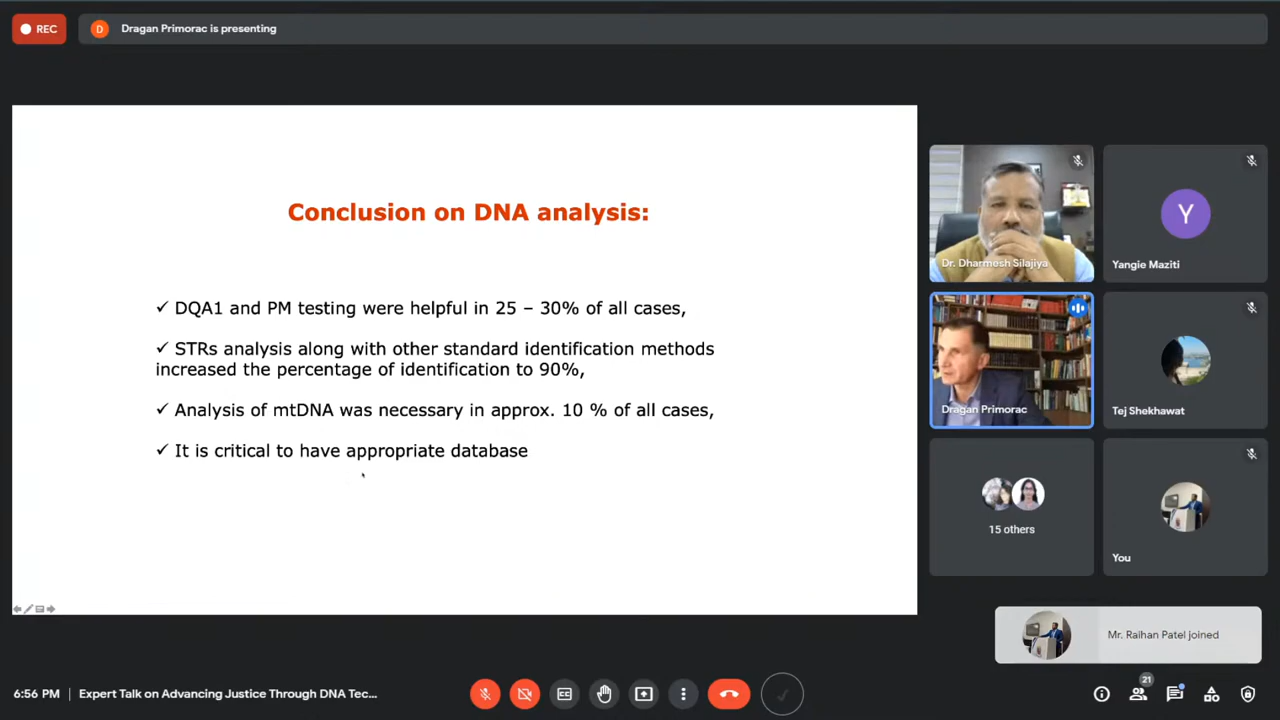 REC
D
Dragan Primorac is presenting
Conclusion on DNA analysis:
✓ DQA1 and PM testing were helpful in 25 – 30% of all cases,
✓ STRs analysis along with other standard identification methods
increased the percentage of identification to 90%,
✓ Analysis of mtDNA was necessary in approx. 10 % of all cases,
✓ It is critical to have appropriate database
Dr. Dharmesh Silajiya
Y
Yangie Maziti
Dragan Primorac
Tej Shekhawat
15 others
You
Mr. Raihan Patel joined
6:56 PM | Expert Talk on Advancing Justice Through DNA Tec...
CC
21